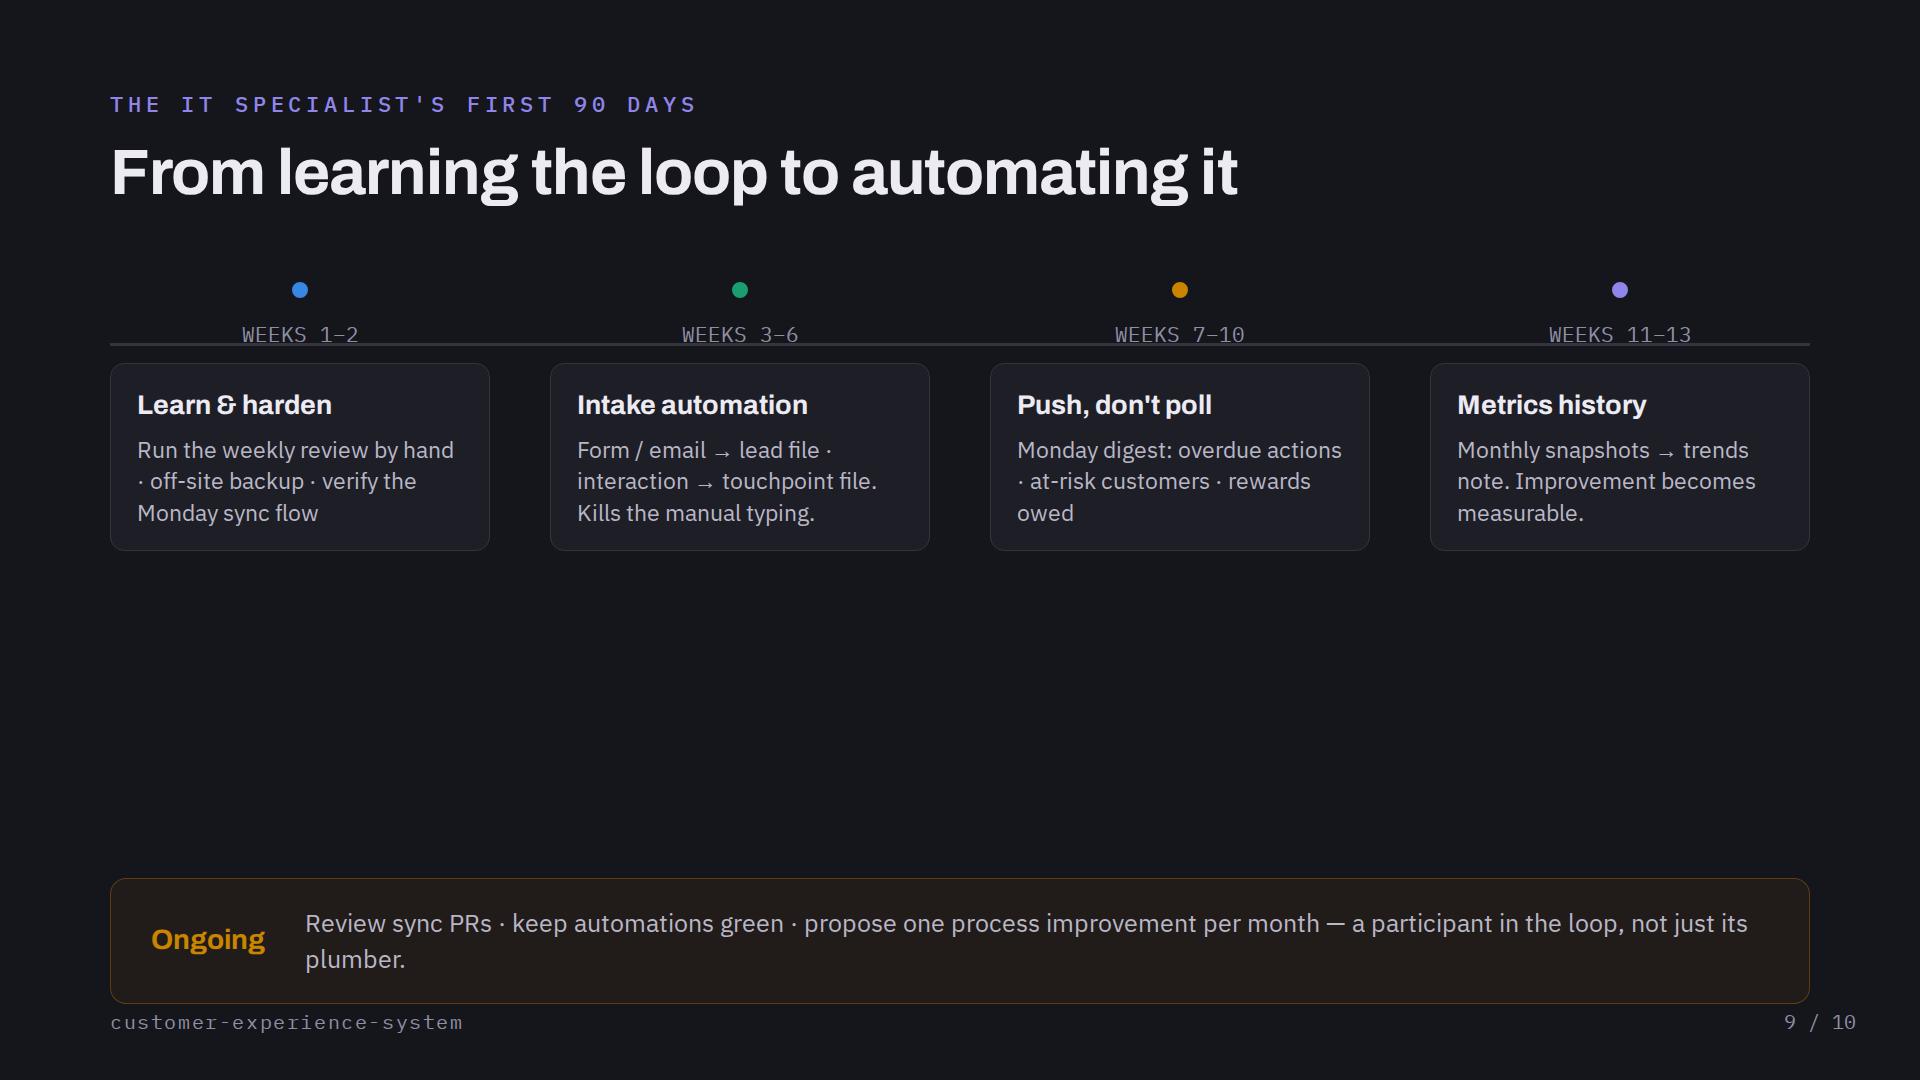 THE IT SPECIALIST'S FIRST 90 DAYS
From learning the loop to automating it
WEEKS 1–2
WEEKS 3–6
WEEKS 7–10
WEEKS 11–13
Learn & harden
Run the weekly review by hand
· off-site backup · verify the
Monday sync flow
Intake automation
Form / email → lead file ·
interaction → touchpoint file.
Kills the manual typing.
Push, don't poll
Monday digest: overdue actions
· at-risk customers · rewards
owed
Metrics history
Monthly snapshots → trends
note. Improvement becomes
measurable.
Ongoing
Review sync PRs · keep automations green · propose one process improvement per month — a participant in the loop, not just its
plumber.
customer-experience-system
9 / 10